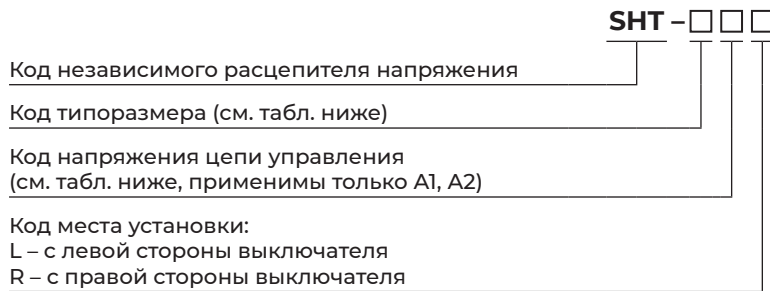 SHT –□□□
Код независимого расцепителя напряжения
Код типоразмера (см. табл. ниже)
Код напряжения цепи управления
(см. табл. ниже, применимы только А1, А2)
Код места установки:
L – с левой стороны выключателя
R – с правой стороны выключателя